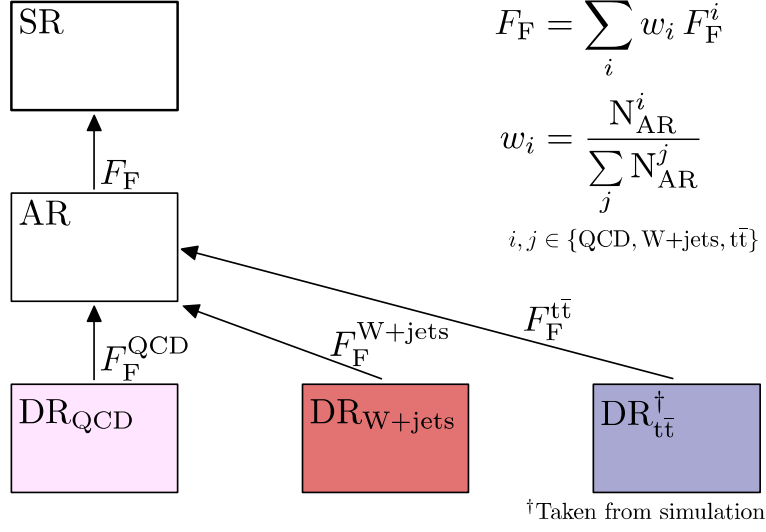 SR
F_F = ∑_i w_i F_F^i
w_i = N_AR^i / ∑_j N_AR^j
i, j ∈ {QCD, W+jets, tt̄}
F_F
AR
F_F^tt̄
F_F^W+jets
F_F^QCD
DR_QCD
DR_W+jets
DR_tt̄^†
†Taken from simulation